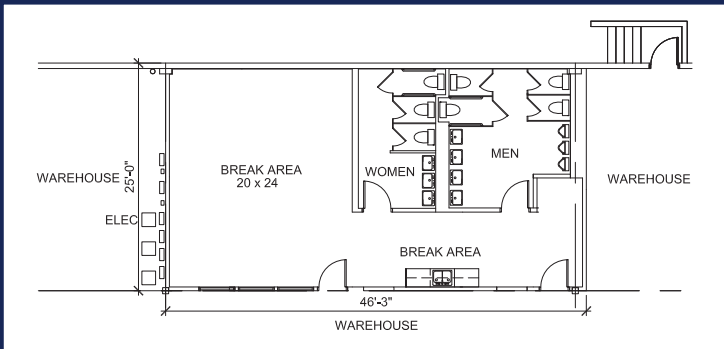 BREAK AREA
20 x 24
WOMEN
MEN
WAREHOUSE
25'-0"
WAREHOUSE
ELEC
BREAK AREA
46'-3"
WAREHOUSE